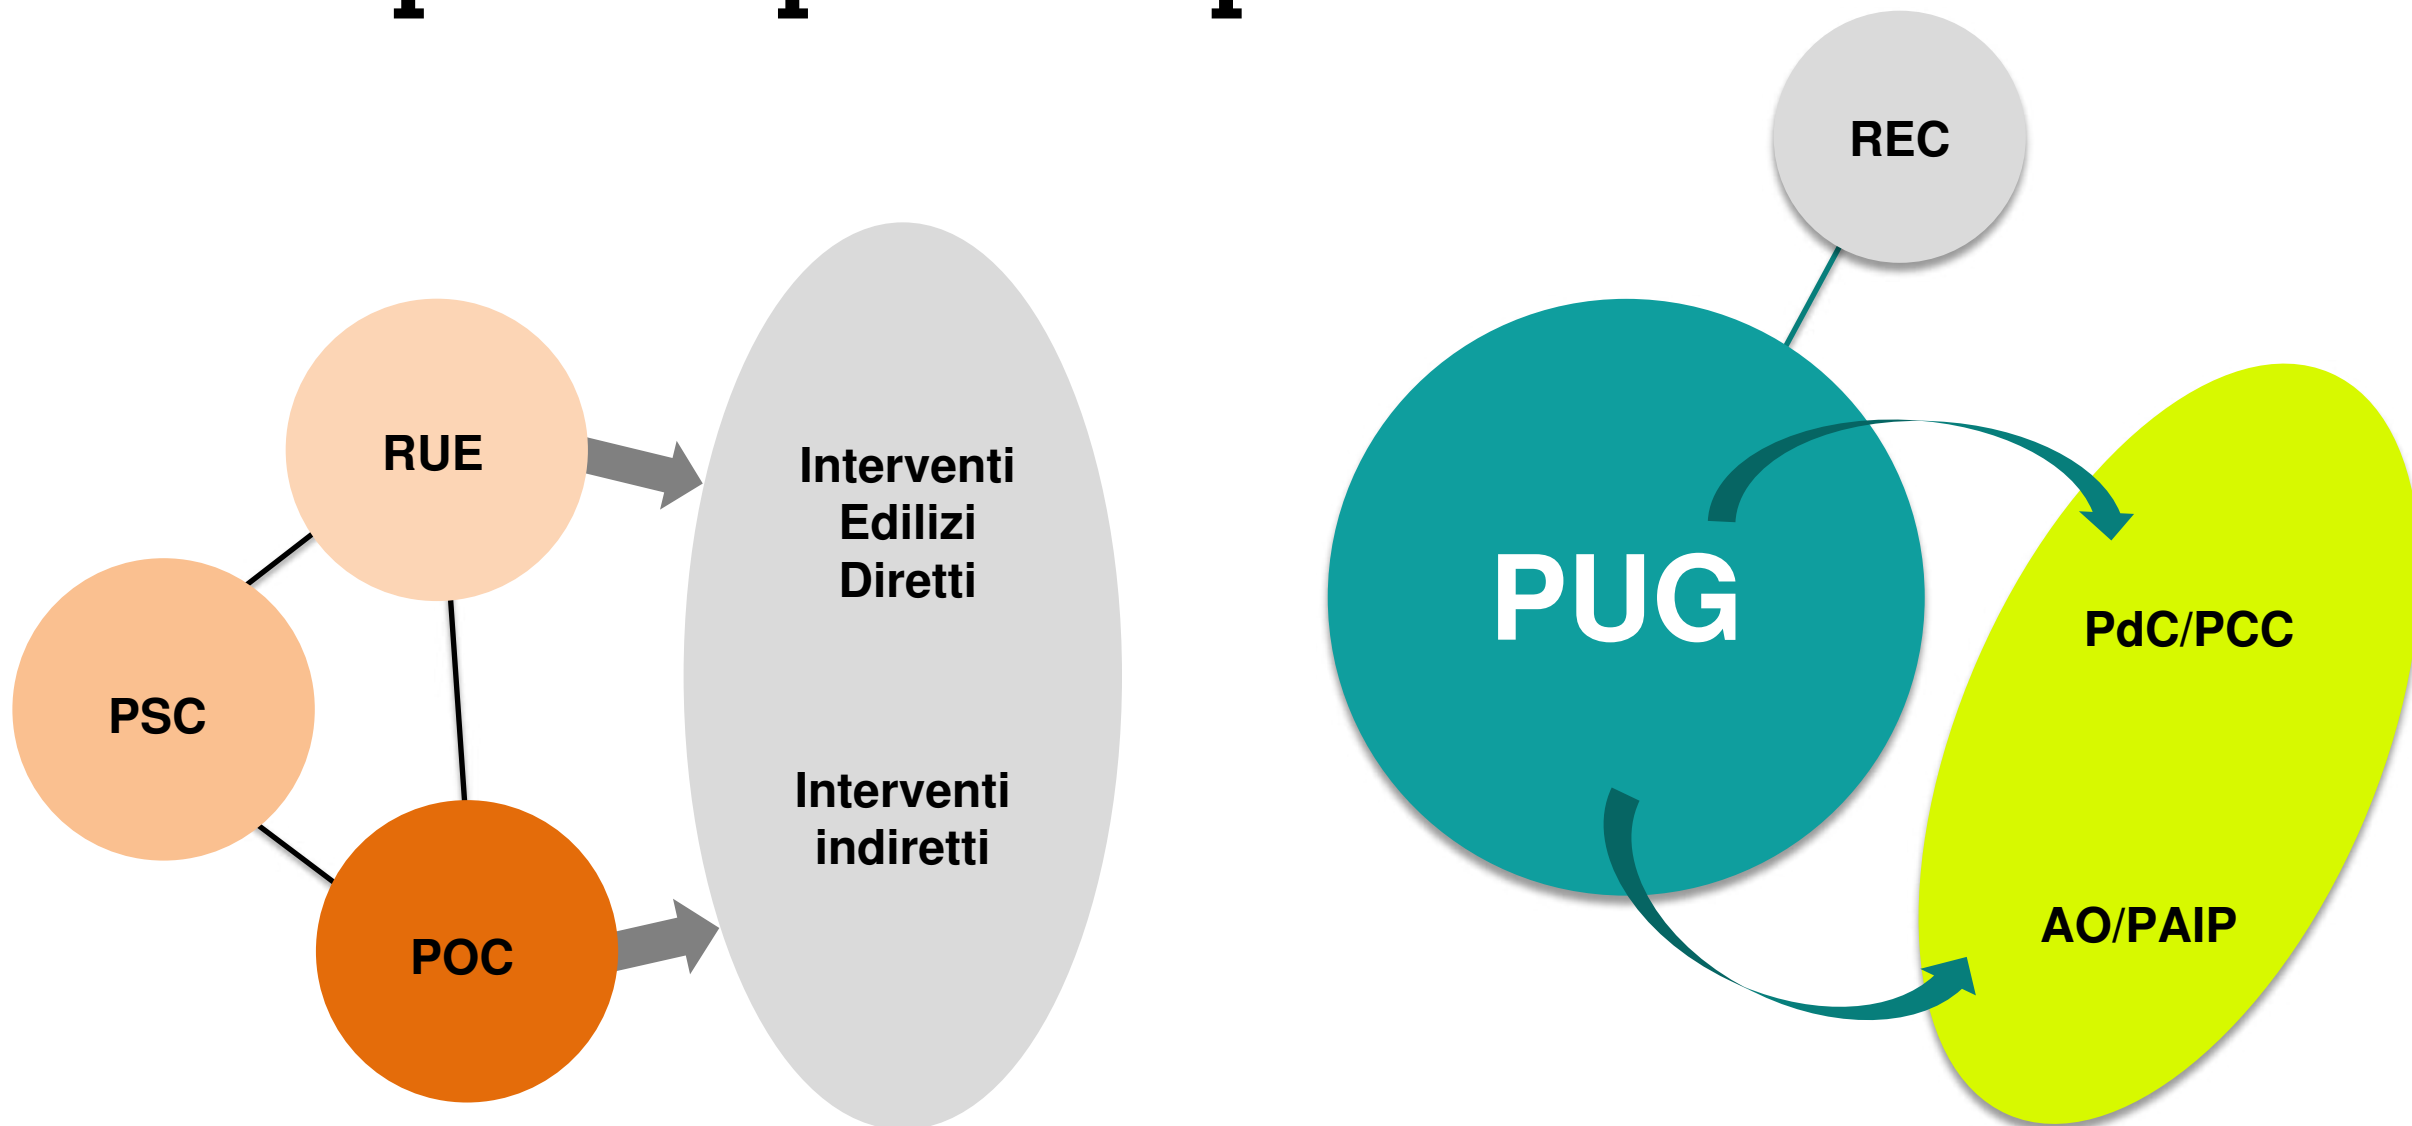 RUE
PSC
POC
Interventi
Edilizi
Diretti
Interventi
indiretti
REC
PUG
PdC/PCC
AO/PAIP